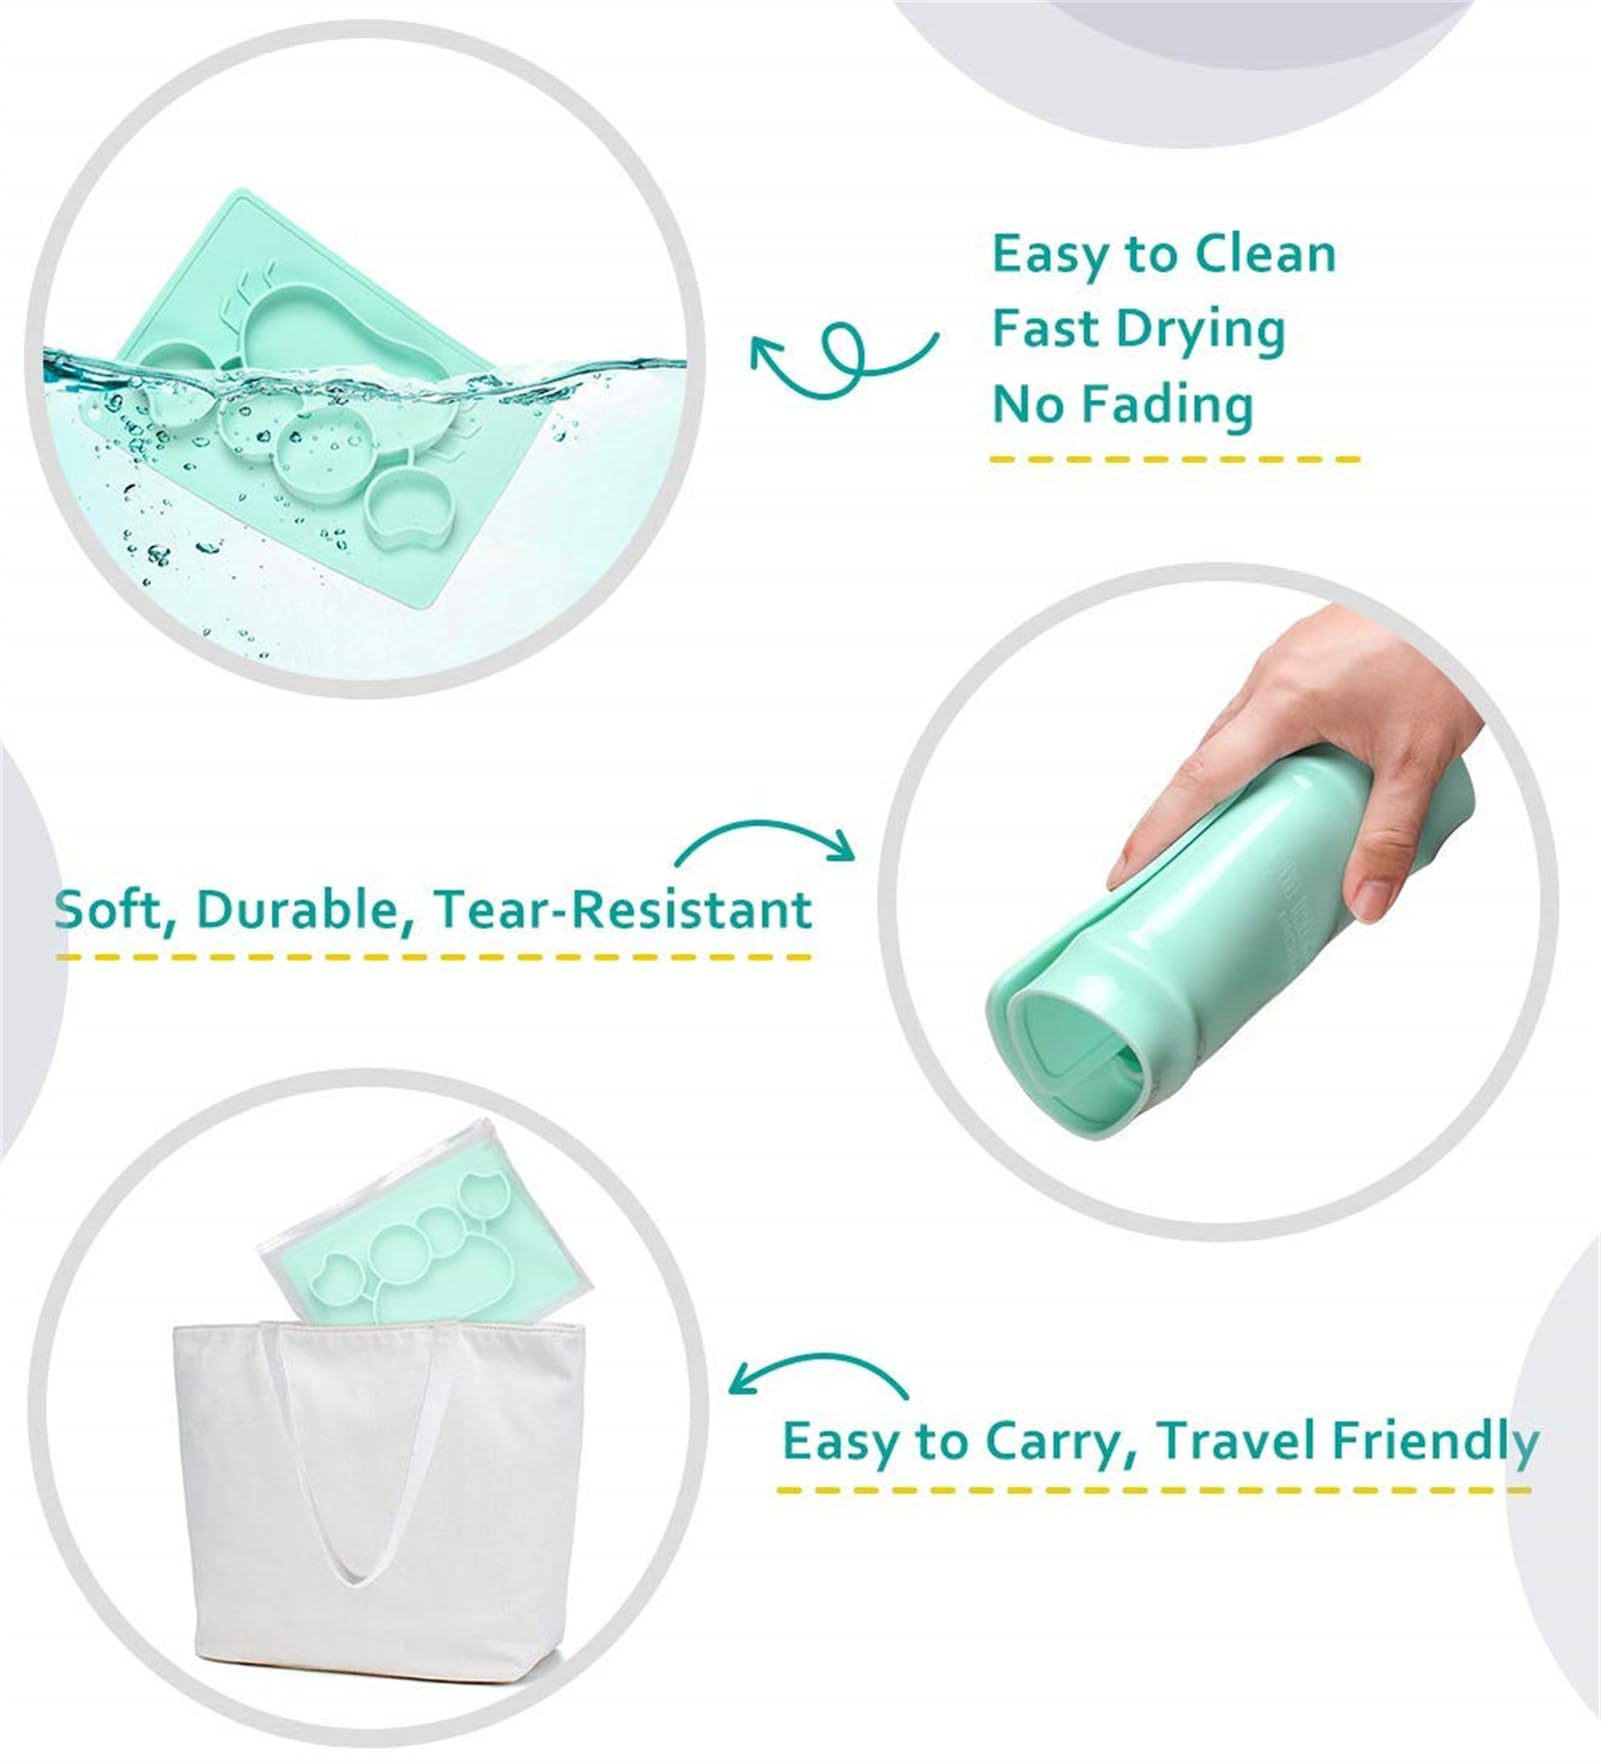 Easy to Clean
Fast Drying
No Fading
Soft, Durable, Tear-Resistant
Easy to Carry, Travel Friendly